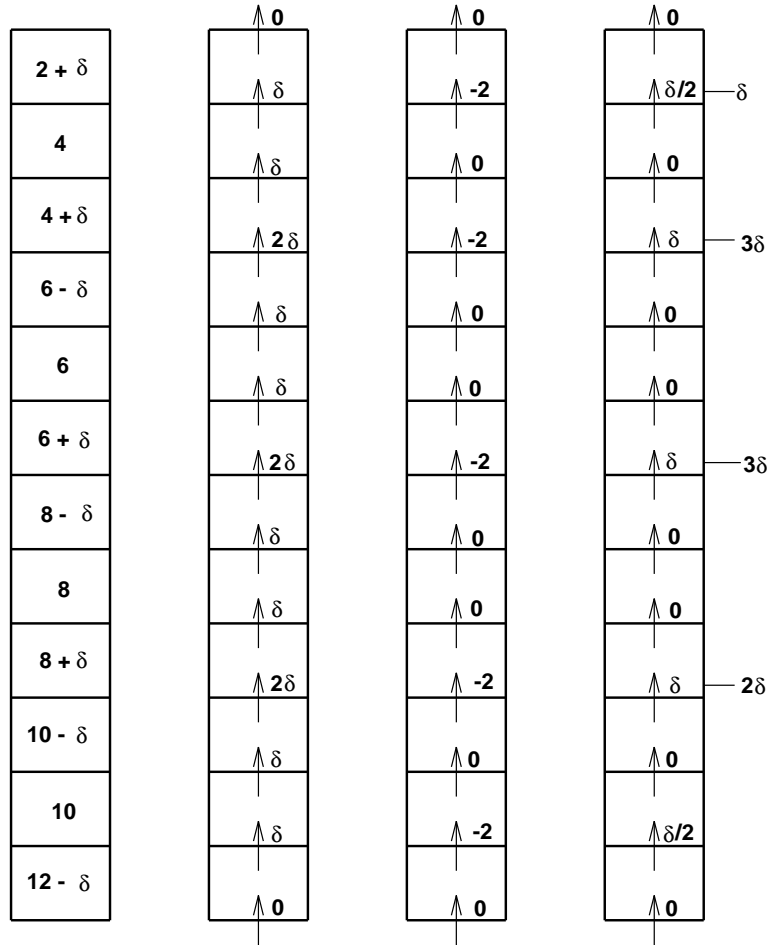 0 0 0
2 + δ
δ -2 δ/2 δ
4
δ 0 0
4 + δ
2δ -2 δ 3δ
6 - δ
δ 0 0
6
δ 0 0
6 + δ
2δ -2 δ 3δ
8 - δ
δ 0 0
8
δ 0 0
8 + δ
2δ -2 δ 2δ
10 - δ
δ 0 0
10
δ -2 δ/2
12 - δ
0 0 0